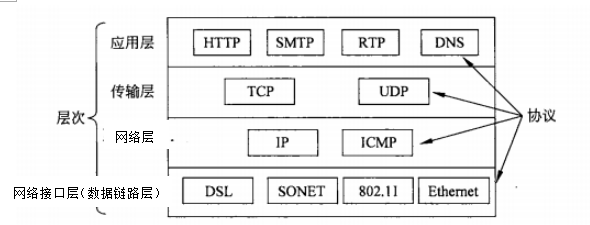 应用层 HTTP SMTP RTP DNS
传输层 TCP UDP
层次 协议
网络层 IP ICMP
网络接口层(数据链路层) DSL SONET 802.11 Ethernet